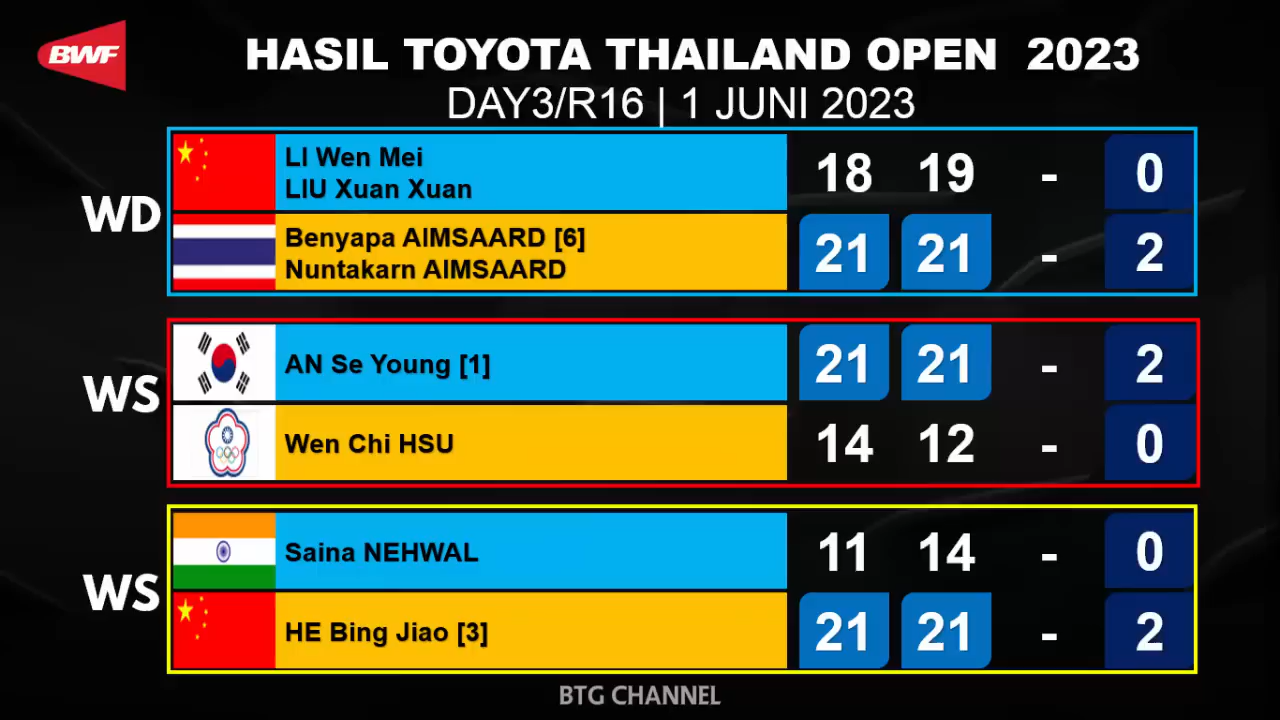 BWF
HASIL TOYOTA THAILAND OPEN 2023
DAY3/R16 | 1 JUNI 2023
WD
LI Wen Mei
LIU Xuan Xuan
18 19 - 0
Benyapa AIMSAARD [6]
Nuntakarn AIMSAARD
21 21 - 2
WS
AN Se Young [1] 21 21 - 2
Wen Chi HSU 14 12 - 0
WS
Saina NEHWAL 11 14 - 0
HE Bing Jiao [3] 21 21 - 2
BTG CHANNEL